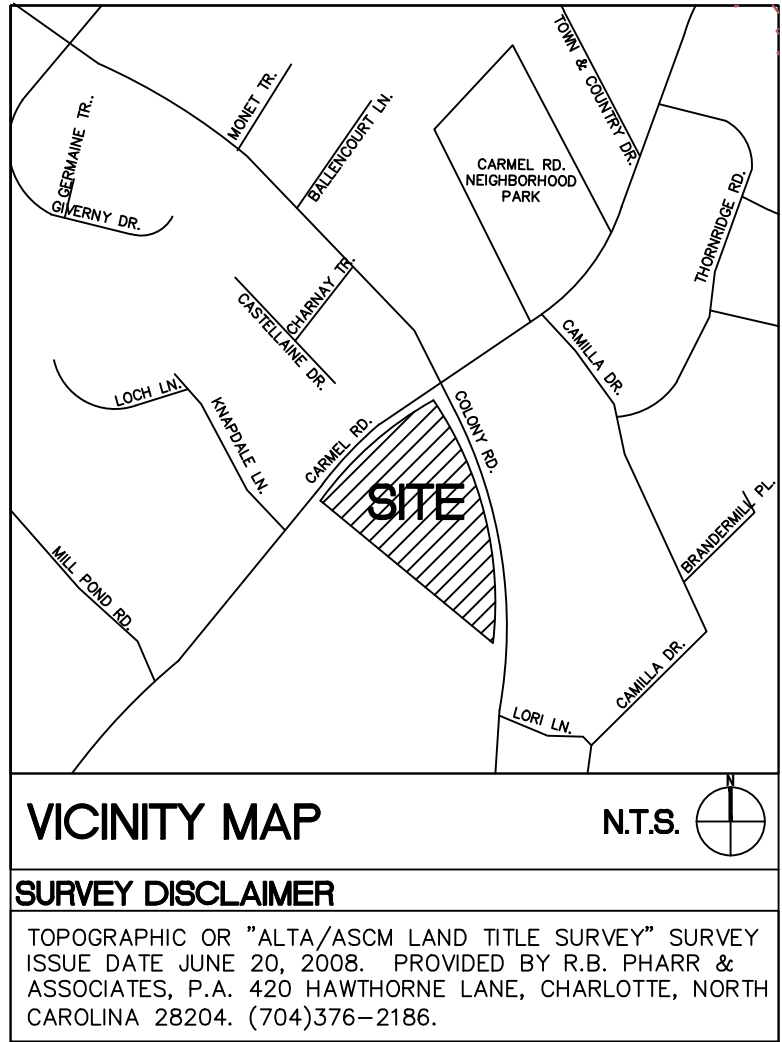 TOWN & COUNTRY DR.
MONET TR.
BALLENCOURT LN.
GERMAINE TR..
GIVERNY DR.
CARMEL RD.
NEIGHBORHOOD
PARK
THORNRIDGE RD.
CHARNAY TR.
CASTELLAINE DR.
CAMILLA DR.
LOCH LN.
KNAPDALE LN.
CARMEL RD.
COLONY RD.
SITE
BRANDERMILL PL.
MILL POND RD.
CAMILLA DR.
LORI LN.
VICINITY MAP
N.T.S.
N
SURVEY DISCLAIMER
TOPOGRAPHIC OR "ALTA/ASCM LAND TITLE SURVEY" SURVEY
ISSUE DATE JUNE 20, 2008. PROVIDED BY R.B. PHARR &
ASSOCIATES, P.A. 420 HAWTHORNE LANE, CHARLOTTE, NORTH
CAROLINA 28204. (704)376-2186.